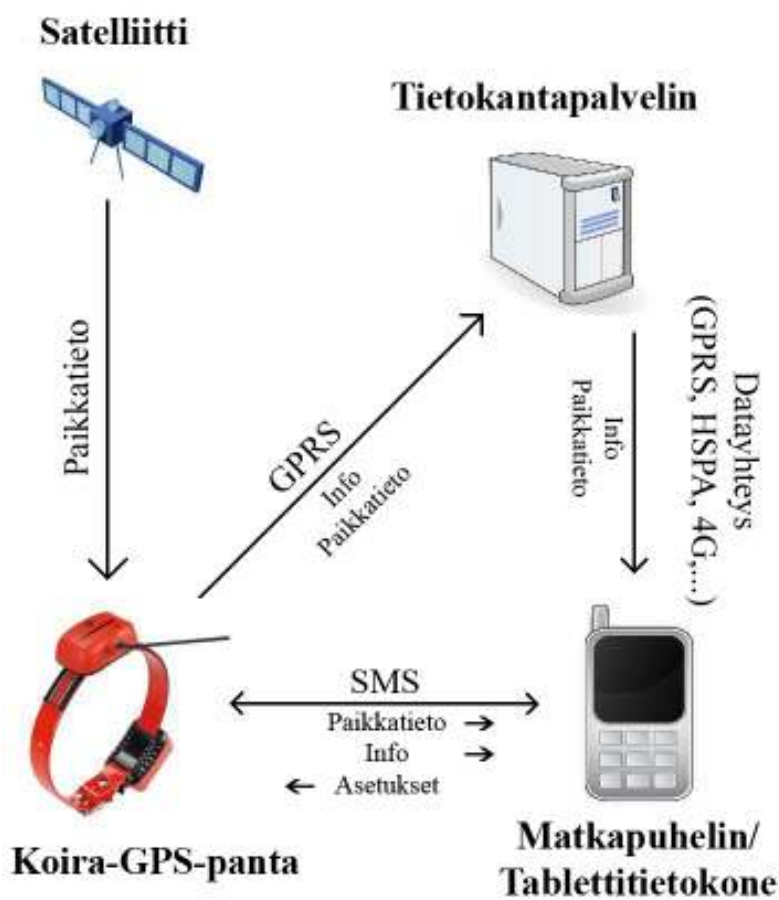 Satelliitti
Tietokantapalvelin
Paikkatieto
GPRS
Info
Paikkatieto
Info
Paikkatieto
Datayhteys
(GPRS, HSPA, 4G,...)
SMS
Paikkatieto →
Info →
← Asetukset
Koira-GPS-panta
Matkapuhelin/
Tablettitietokone